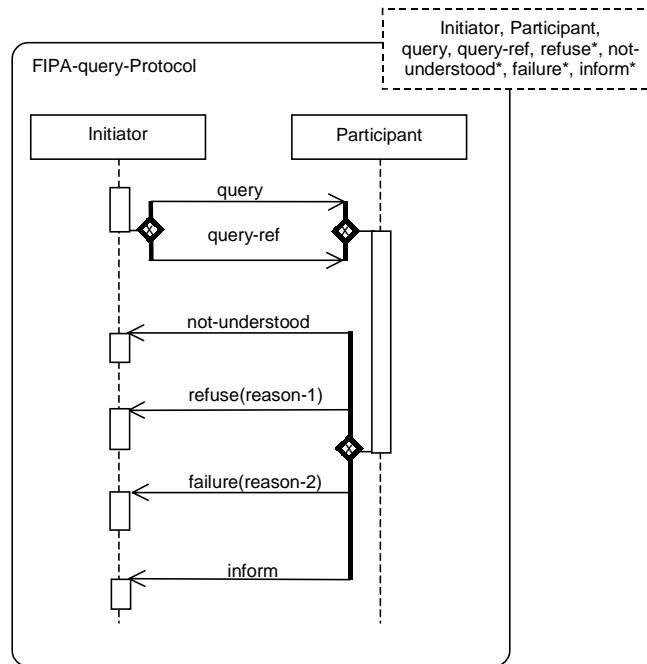 Initiator, Participant,
query, query-ref, refuse*, not-
understood*, failure*, inform*
FIPA-query-Protocol
Initiator
Participant
query
query-ref
not-understood
refuse(reason-1)
failure(reason-2)
inform